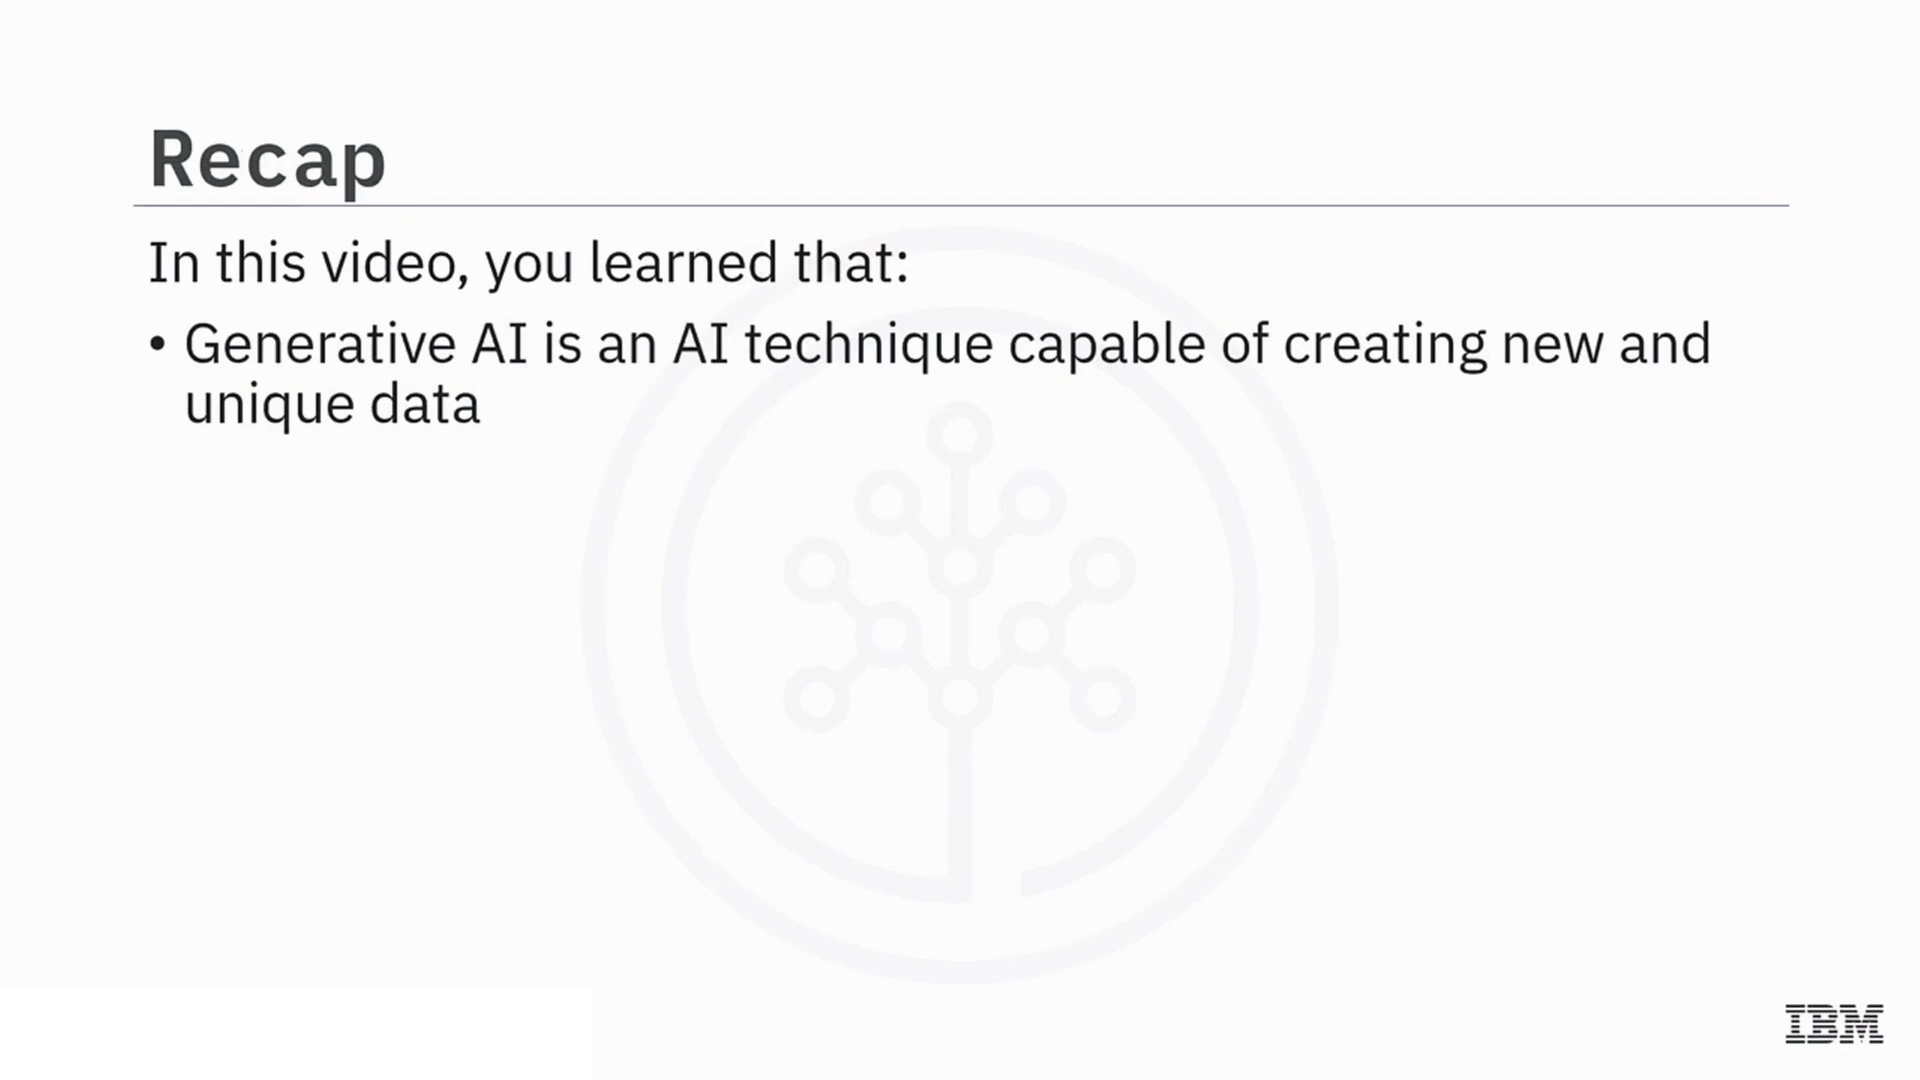 Recap
In this video, you learned that:
• Generative AI is an AI technique capable of creating new and
unique data
IBM